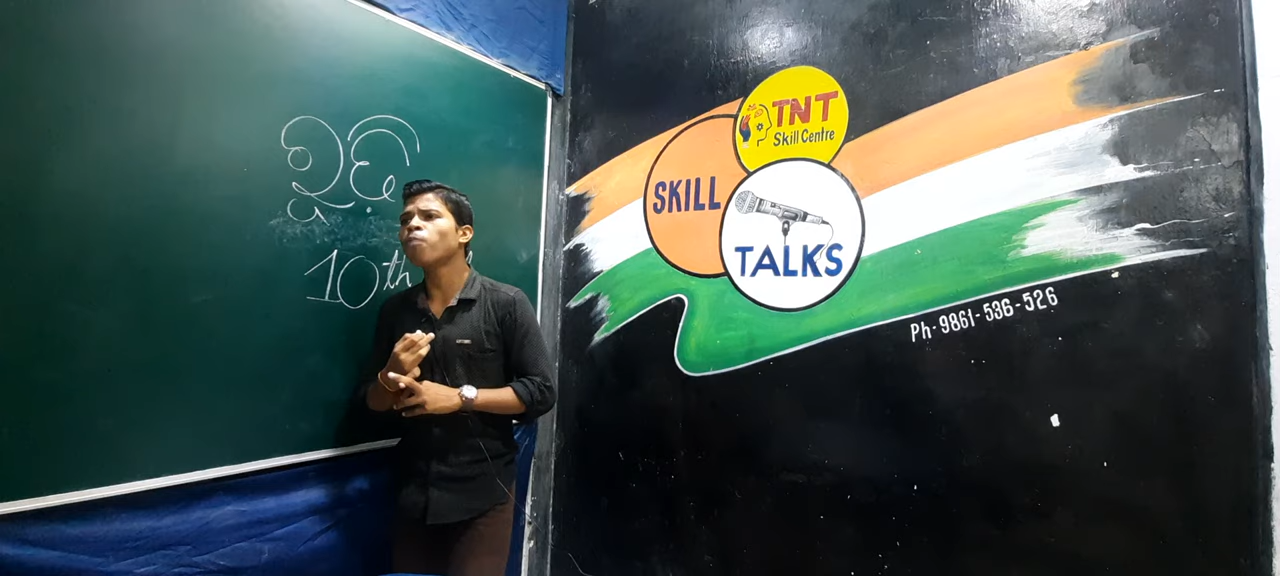 10th
TNT
Skill Centre
SKILL
TALKS
Ph-9861-536-526